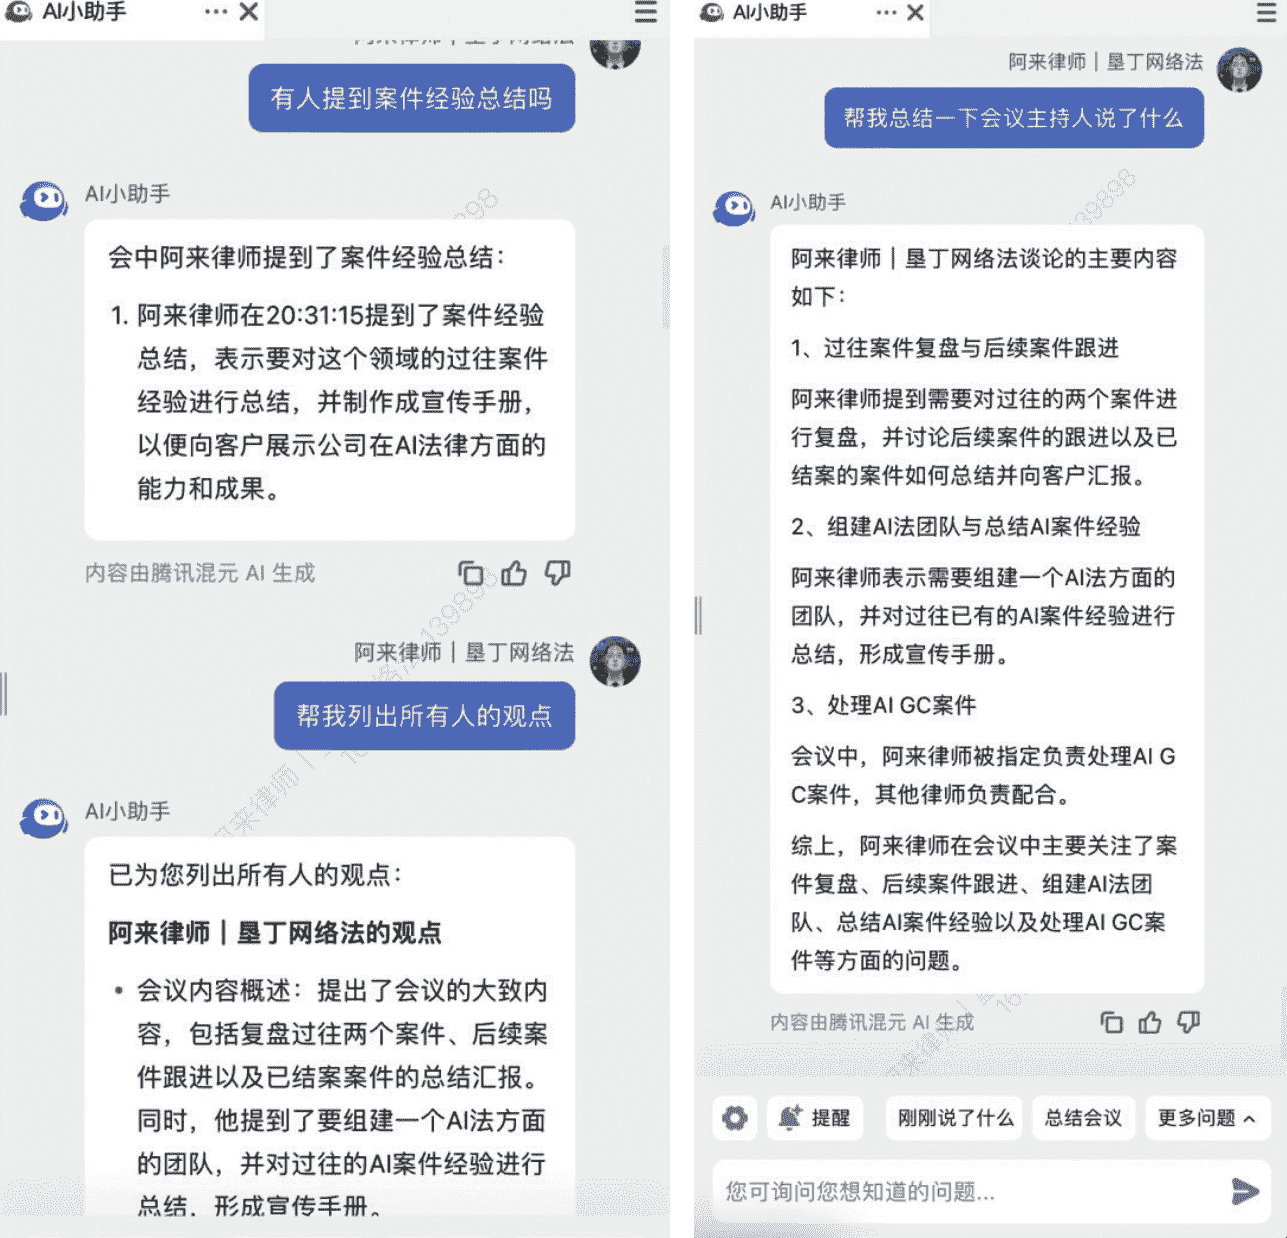 AI小助手
有人提到案件经验总结吗
AI小助手
会中阿来律师提到了案件经验总结：
1. 阿来律师在20:31:15提到了案件经验
总结，表示要对这个领域的过往案件
经验进行总结，并制作成宣传手册，
以便向客户展示公司在AI法律方面的
能力和成果。
内容由腾讯混元 AI 生成
阿来律师｜垦丁网络法
帮我列出所有人的观点
AI小助手
已为您列出所有人的观点：
阿来律师｜垦丁网络法的观点
• 会议内容概述：提出了会议的大致内
容，包括复盘过往两个案件、后续案
件跟进以及已结案案件的总结汇报。
同时，他提到了要组建一个AI法方面
的团队，并对过往的AI案件经验进行
总结，形成宣传手册。
AI小助手
阿来律师｜垦丁网络法
帮我总结一下会议主持人说了什么
AI小助手
阿来律师｜垦丁网络法谈论的主要内容
如下：
1、过往案件复盘与后续案件跟进
阿来律师提到需要对过往的两个案件进
行复盘，并讨论后续案件的跟进以及已
结案的案件如何总结并向客户汇报。
2、组建AI法团队与总结AI案件经验
阿来律师表示需要组建一个AI法方面的
团队，并对过往已有的AI案件经验进行
总结，形成宣传手册。
3、处理AI GC案件
会议中，阿来律师被指定负责处理AI G
C案件，其他律师负责配合。
综上，阿来律师在会议中主要关注了案
件复盘、后续案件跟进、组建AI法团
队、总结AI案件经验以及处理AI GC案
件等方面的问题。
内容由腾讯混元 AI 生成
提醒
刚刚说了什么
总结会议
更多问题
您可询问您想知道的问题...